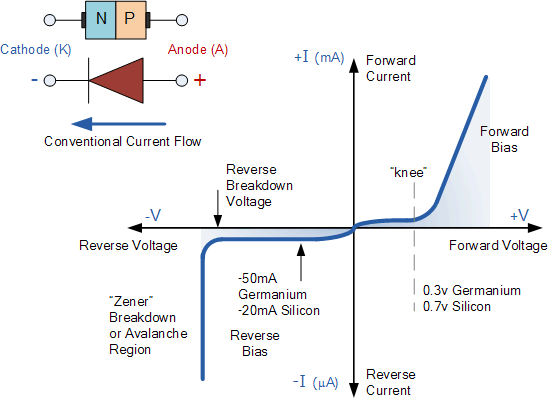 N P
Cathode (K)
Anode (A)
- +
Conventional Current Flow
+I (mA)
Forward
Current
Forward
Bias
"knee"
Reverse
Breakdown
Voltage
-V
+V
Reverse Voltage
Forward Voltage
-50mA
Germanium
-20mA Silicon
0.3v Germanium
0.7v Silicon
"Zener"
Breakdown
or Avalanche
Region
Reverse
Bias
-I (µA)
Reverse
Current